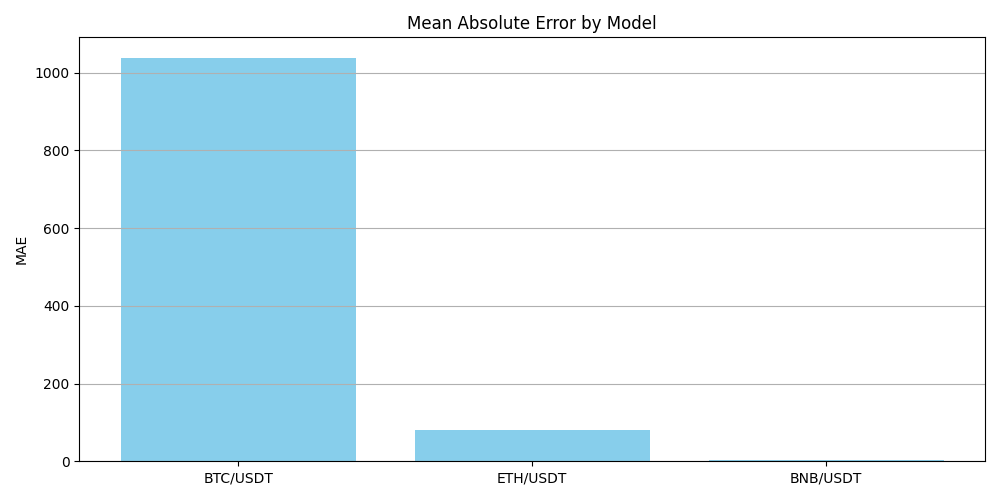 Mean Absolute Error by Model
MAE
1000
800
600
400
200
0
BTC/USDT
ETH/USDT
BNB/USDT